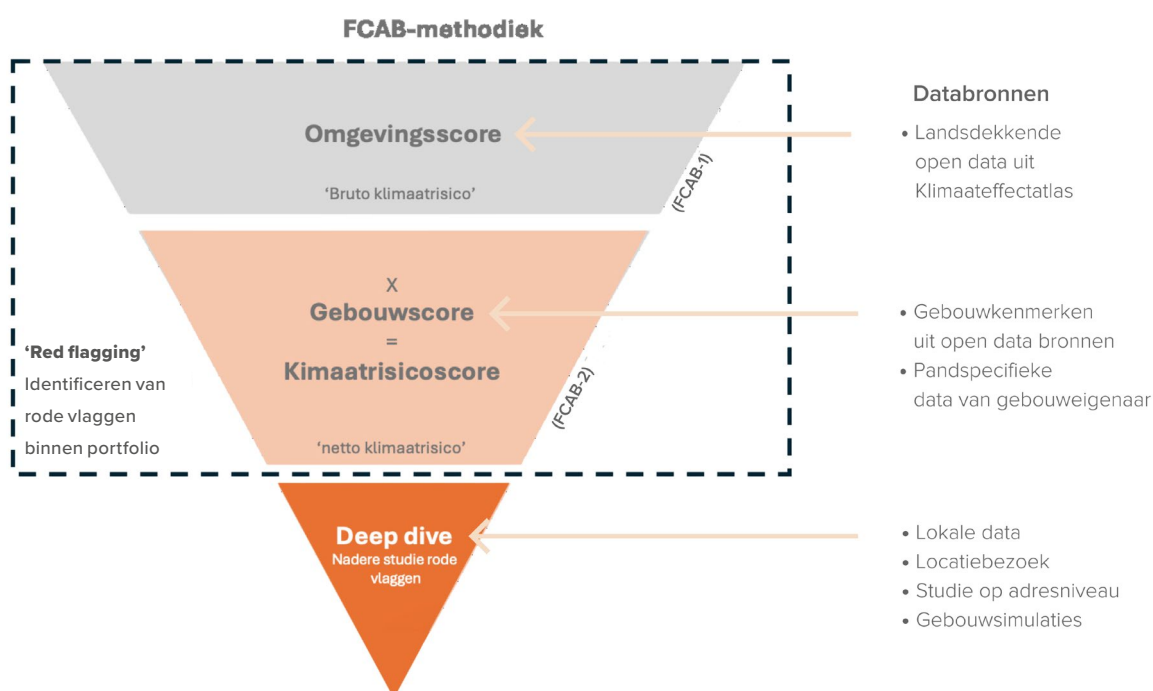 FCAB-methodiek
Omgevingsscore
'Bruto klimaatrisico'
(FCAB-1)
X
Gebouwscore
=
Kimaatrisicoscore
'netto klimaatrisico'
(FCAB-2)
'Red flagging'
Identificeren van
rode vlaggen
binnen portfolio
Deep dive
Nadere studie rode
vlaggen
Databronnen
• Landsdekkende
open data uit
Klimaateffectatlas
• Gebouwkenmerken
uit open data bronnen
• Pandspecifieke
data van gebouweigenaar
• Lokale data
• Locatiebezoek
• Studie op adresniveau
• Gebouwsimulaties